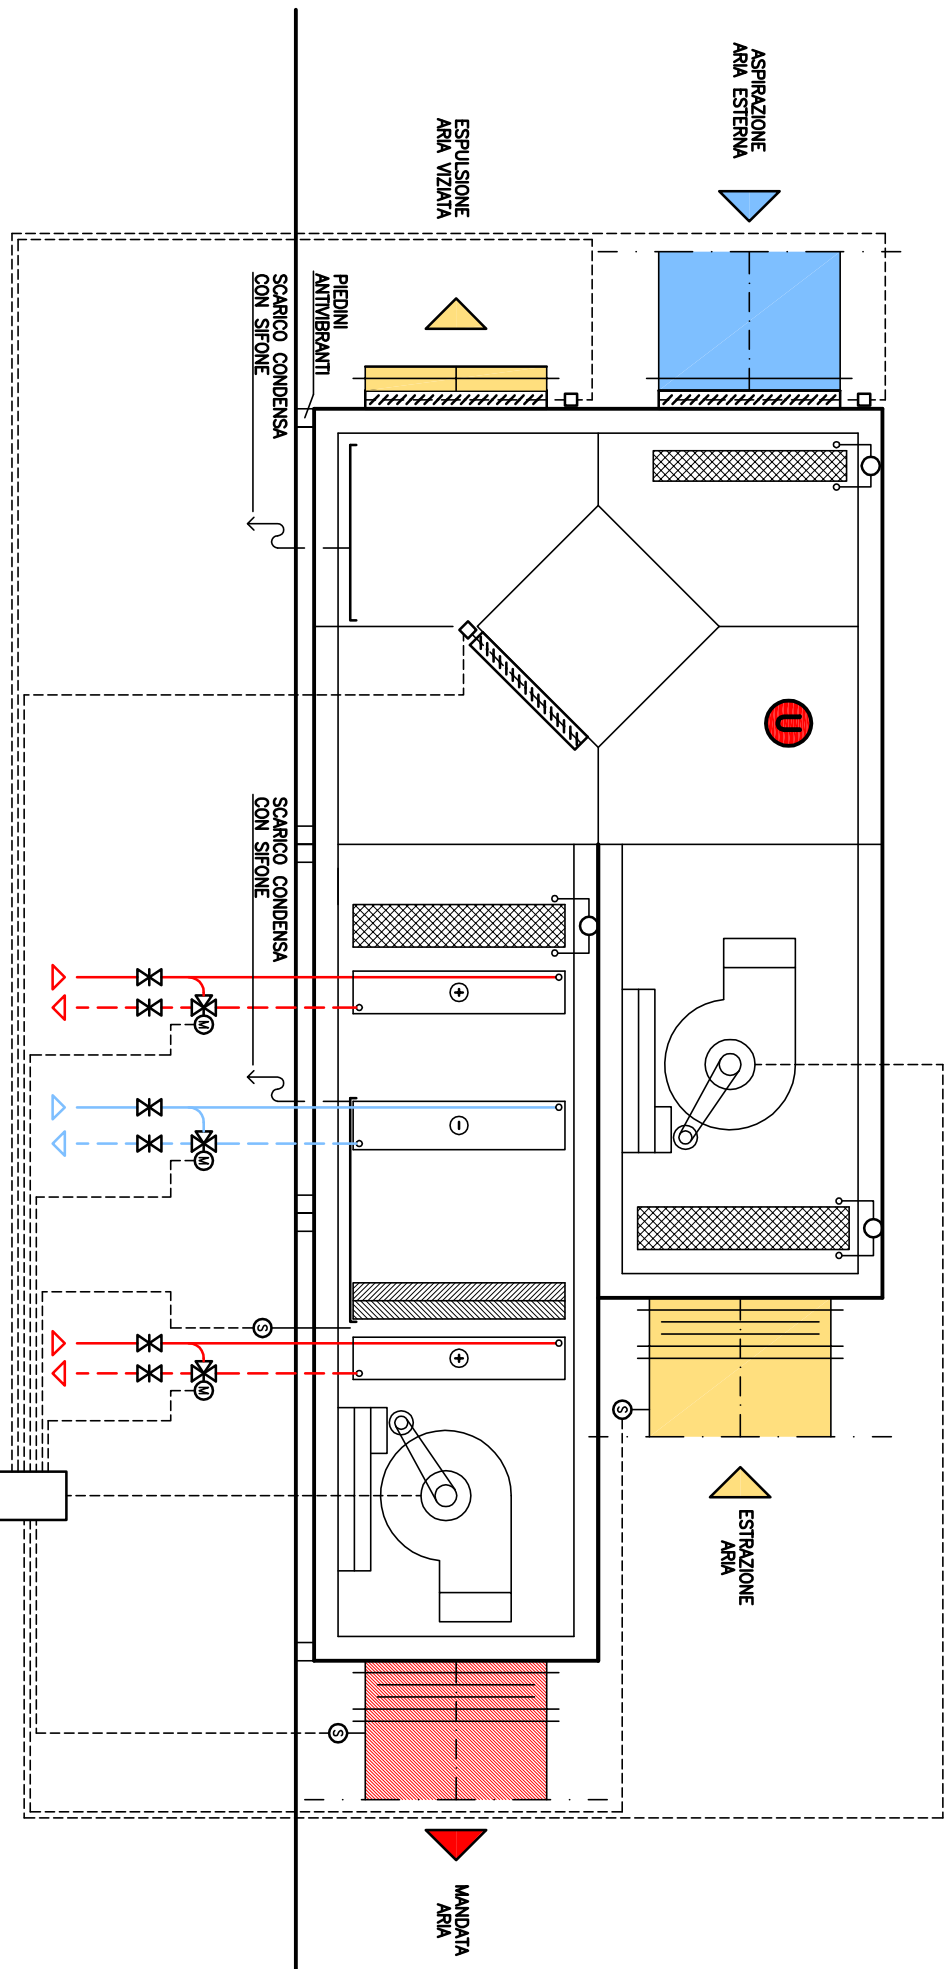 ASPIRAZIONE
ARIA ESTERNA
ESPULSIONE
ARIA VIZIATA
PIEDINI
ANTIVIBRANTI
SCARICO CONDENSA
CON SIFONE
U
SCARICO CONDENSA
CON SIFONE
+
-
+
M
M
M
S
S
S
ESTRAZIONE
ARIA
MANDATA
ARIA